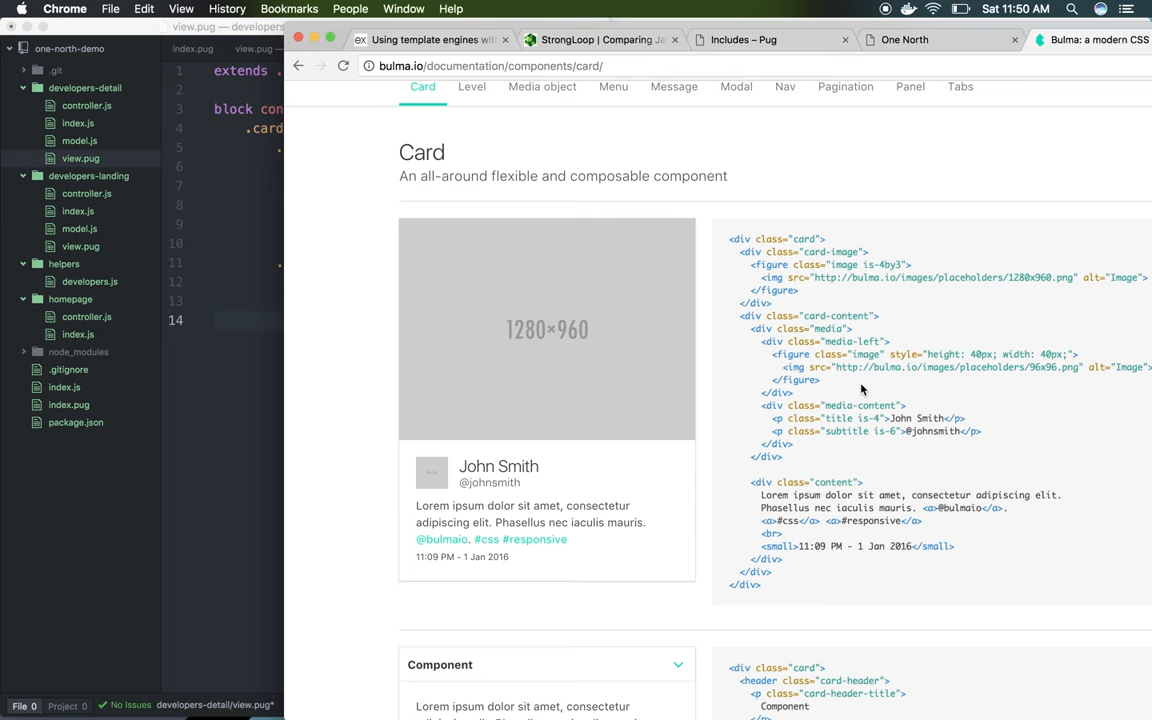 Chrome File Edit View History Bookmarks People Window Help Sat 11:50 AM
view.pug — developers
ex Using template engines with
StrongLoop | Comparing Ja
Includes – Pug
One North
Bulma: a modern CSS
bulma.io/documentation/components/card/
one-north-demo
.git
developers-detail
controller.js
index.js
model.js
view.pug
developers-landing
controller.js
index.js
model.js
view.pug
helpers
developers.js
homepage
controller.js
index.js
node_modules
.gitignore
index.js
index.pug
package.json
File 0 Project 0 No Issues developers-detail/view.pug*
index.pug view.pug —
1 extends .
2
3 block con
4 .card
5 .
6
7
8
9
10
11 .
12
13
14
Card Level Media object Menu Message Modal Nav Pagination Panel Tabs
Card
An all-around flexible and composable component
1280×960
John Smith
@johnsmith
Lorem ipsum dolor sit amet, consectetur
adipiscing elit. Phasellus nec iaculis mauris.
@bulmaio. #css #responsive
11:09 PM - 1 Jan 2016
<div class="card">
<div class="card-image">
<figure class="image is-4by3">
<img src="http://bulma.io/images/placeholders/1280x960.png" alt="Image">
</figure>
</div>
<div class="card-content">
<div class="media">
<div class="media-left">
<figure class="image" style="height: 40px; width: 40px;">
<img src="http://bulma.io/images/placeholders/96x96.png" alt="Image">
</figure>
</div>
<div class="media-content">
<p class="title is-4">John Smith</p>
<p class="subtitle is-6">@johnsmith</p>
</div>
</div>
<div class="content">
Lorem ipsum dolor sit amet, consectetur adipiscing elit.
Phasellus nec iaculis mauris. <a>@bulmaio</a>.
<a>#css</a> <a>#responsive</a>
<br>
<small>11:09 PM - 1 Jan 2016</small>
</div>
</div>
</div>
Component
Lorem ipsum dolor sit amet, consectetur
<div class="card">
<header class="card-header">
<p class="card-header-title">
Component
</p>